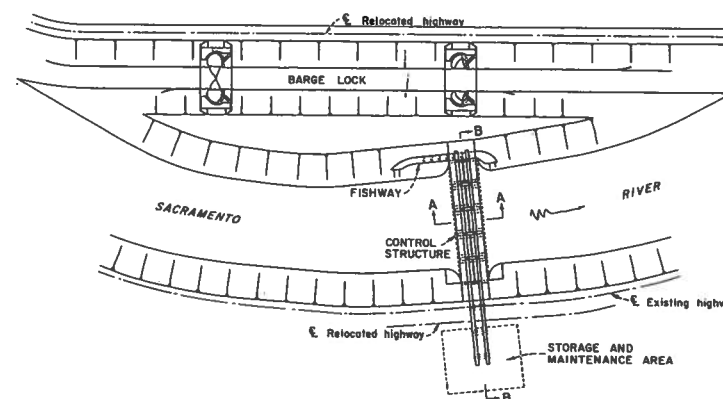 ℄ Relocated highway
BARGE LOCK
B
FISHWAY
A
A
SACRAMENTO
RIVER
CONTROL
STRUCTURE
℄ Existing highw
℄ Relocated highway
STORAGE AND
MAINTENANCE AREA
B